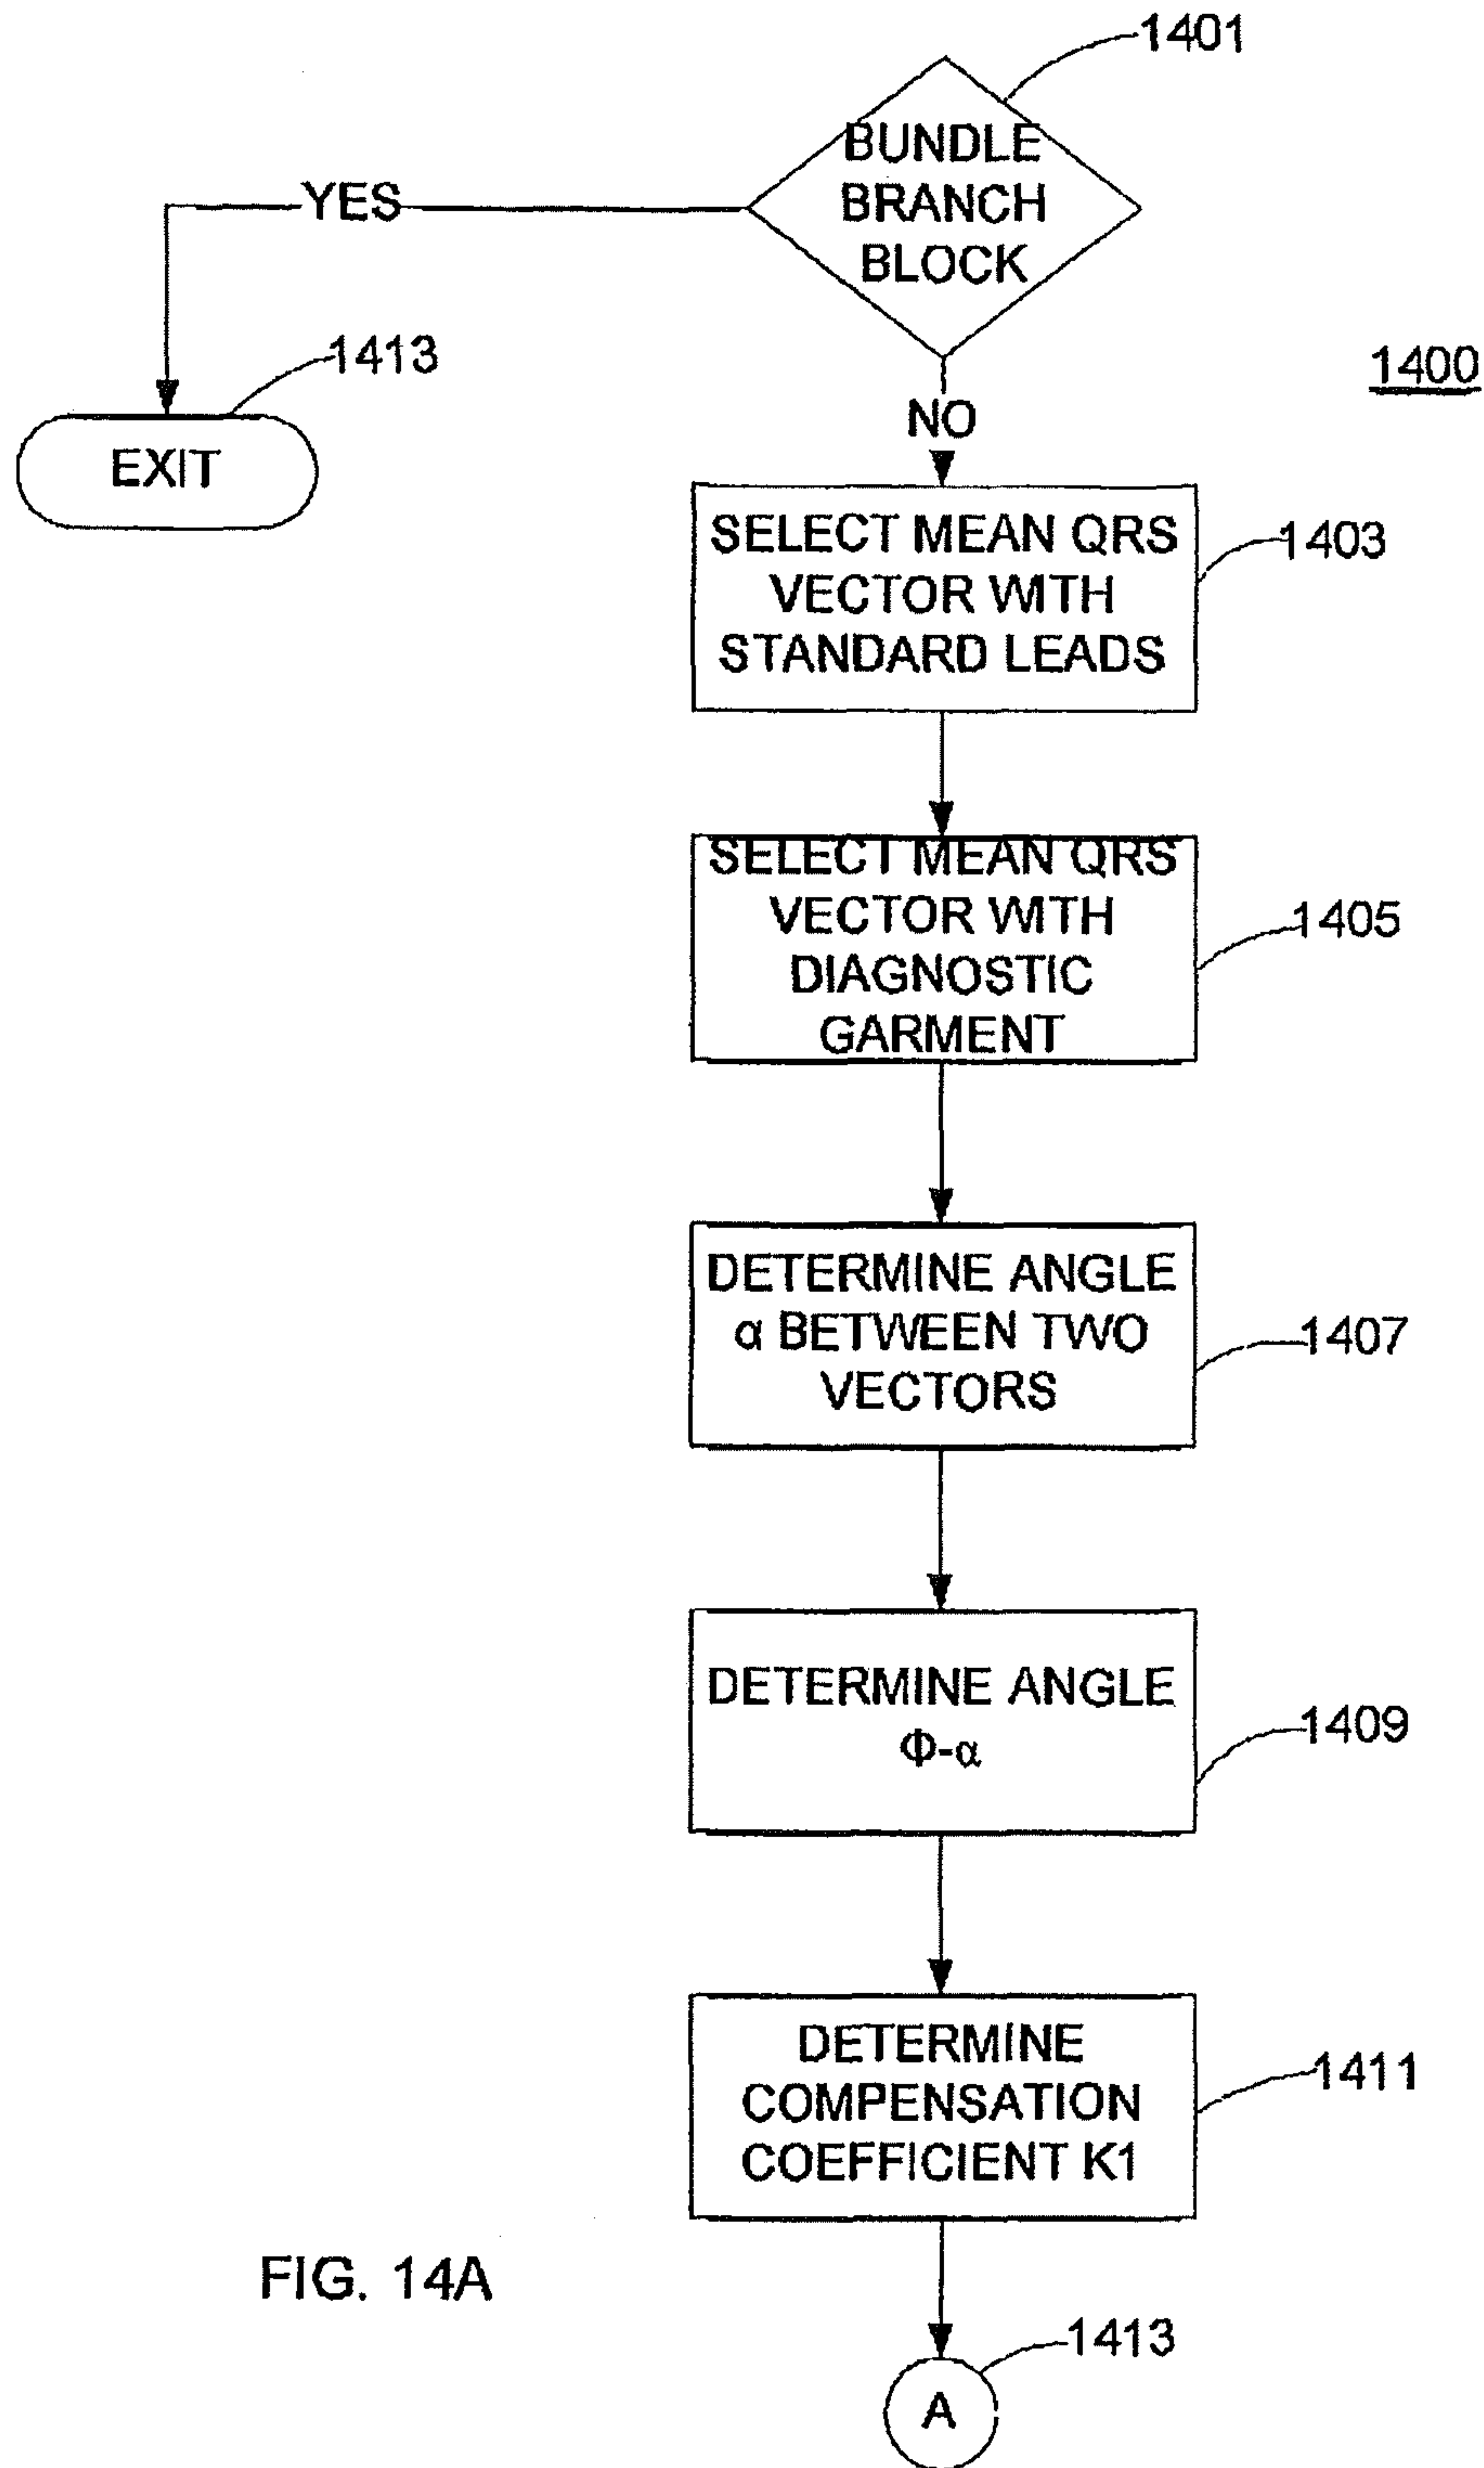 1401
BUNDLE
BRANCH
BLOCK
YES
1413
EXIT
1400
NO
SELECT MEAN QRS
VECTOR WITH
STANDARD LEADS
1403
SELECT MEAN QRS
VECTOR WITH
DIAGNOSTIC
GARMENT
1405
DETERMINE ANGLE
α BETWEEN TWO
VECTORS
1407
DETERMINE ANGLE
Φ-α
1409
DETERMINE
COMPENSATION
COEFFICIENT K1
1411
FIG. 14A
1413
A